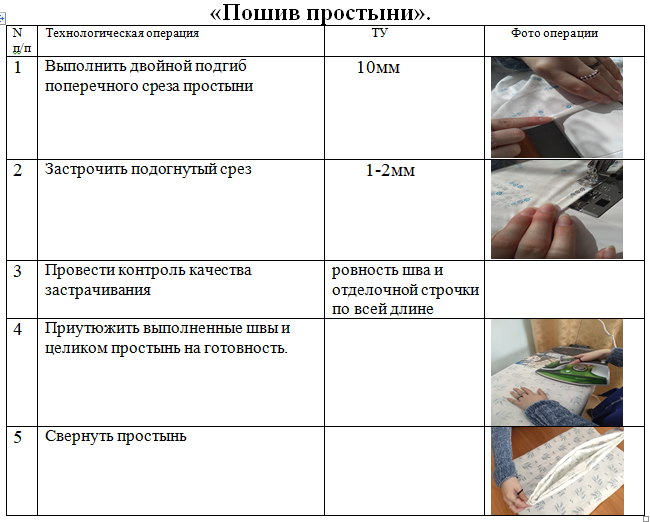 «Пошив простыни».
N
п/п
Технологическая операция
ТУ
Фото операции
1
Выполнить двойной подгиб
поперечного среза простыни
10мм
2
Застрочить подогнутый срез
1-2мм
3
Провести контроль качества
застрачивания
ровность шва и
отделочной строчки
по всей длине
4
Приутюжить выполненные швы и
целиком простынь на готовность.
5
Свернуть простынь